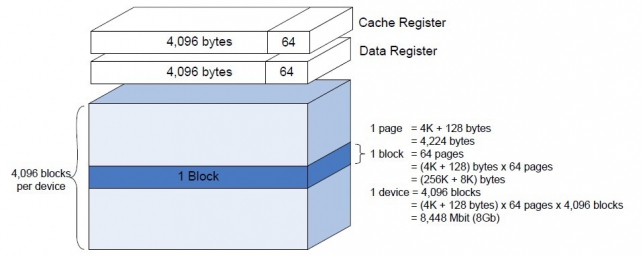 Cache Register
4,096 bytes 64
Data Register
4,096 bytes 64
4,096 blocks
per device
1 Block
1 page = 4K + 128 bytes
= 4,224 bytes
1 block = 64 pages
= (4K + 128) bytes x 64 pages
= (256K + 8K) bytes
1 device = 4,096 blocks
= (4K + 128 bytes) x 64 pages x 4,096 blocks
= 8,448 Mbit (8Gb)